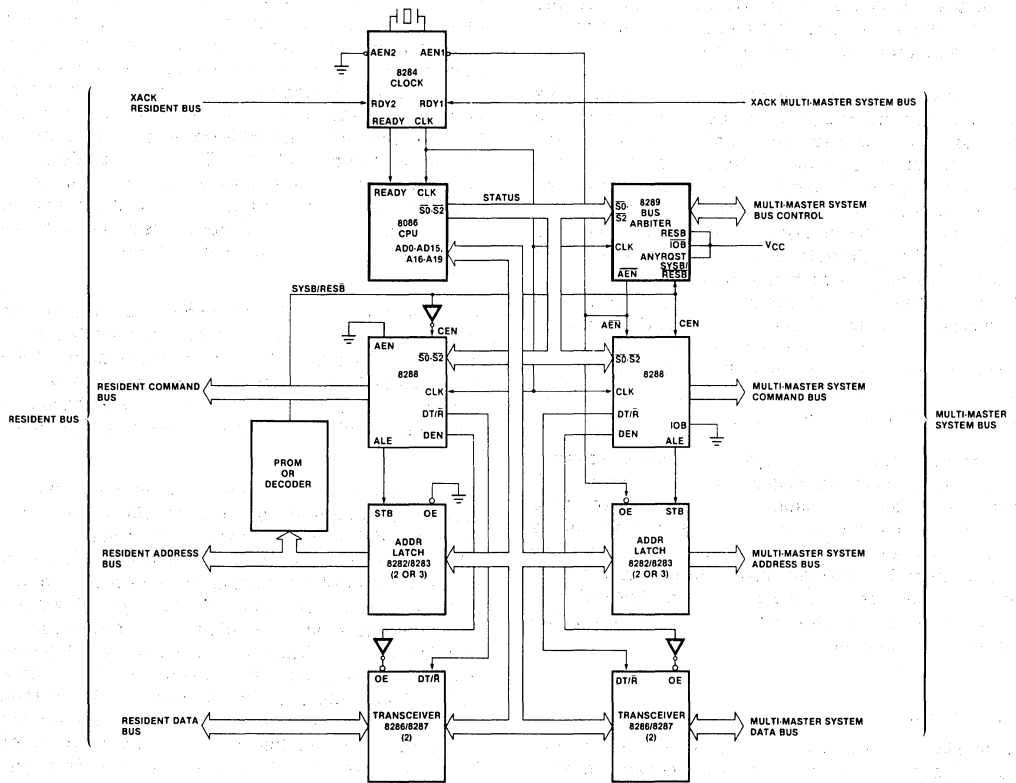 AEN2 AEN1
8284
CLOCK
XACK
RESIDENT BUS
RDY2 RDY1
XACK MULTI-MASTER SYSTEM BUS
READY CLK
READY CLK
S0-S2
STATUS
8086
CPU
AD0-AD15,
A16-A19
S0-
S2
8289
BUS
ARBITER
MULTI-MASTER SYSTEM
BUS CONTROL
RESB
IOB
ANYRQST
SYSB/
RESB
CLK
AEN
VCC
SYSB/RESB
CEN
AEN
CEN
AEN
S0-S2
8288
CLK
DT/R
DEN
ALE
S0-S2
8288
CLK
DT/R
DEN
IOB
ALE
RESIDENT COMMAND
BUS
MULTI-MASTER SYSTEM
COMMAND BUS
RESIDENT BUS
MULTI-MASTER
SYSTEM BUS
PROM
OR
DECODER
STB OE
ADDR
LATCH
8282/8283
(2 OR 3)
OE STB
ADDR
LATCH
8282/8283
(2 OR 3)
RESIDENT ADDRESS
BUS
MULTI-MASTER SYSTEM
ADDRESS BUS
OE DT/R
TRANSCEIVER
8286/8287
(2)
DT/R OE
TRANSCEIVER
8286/8287
(2)
RESIDENT DATA
BUS
MULTI-MASTER SYSTEM
DATA BUS